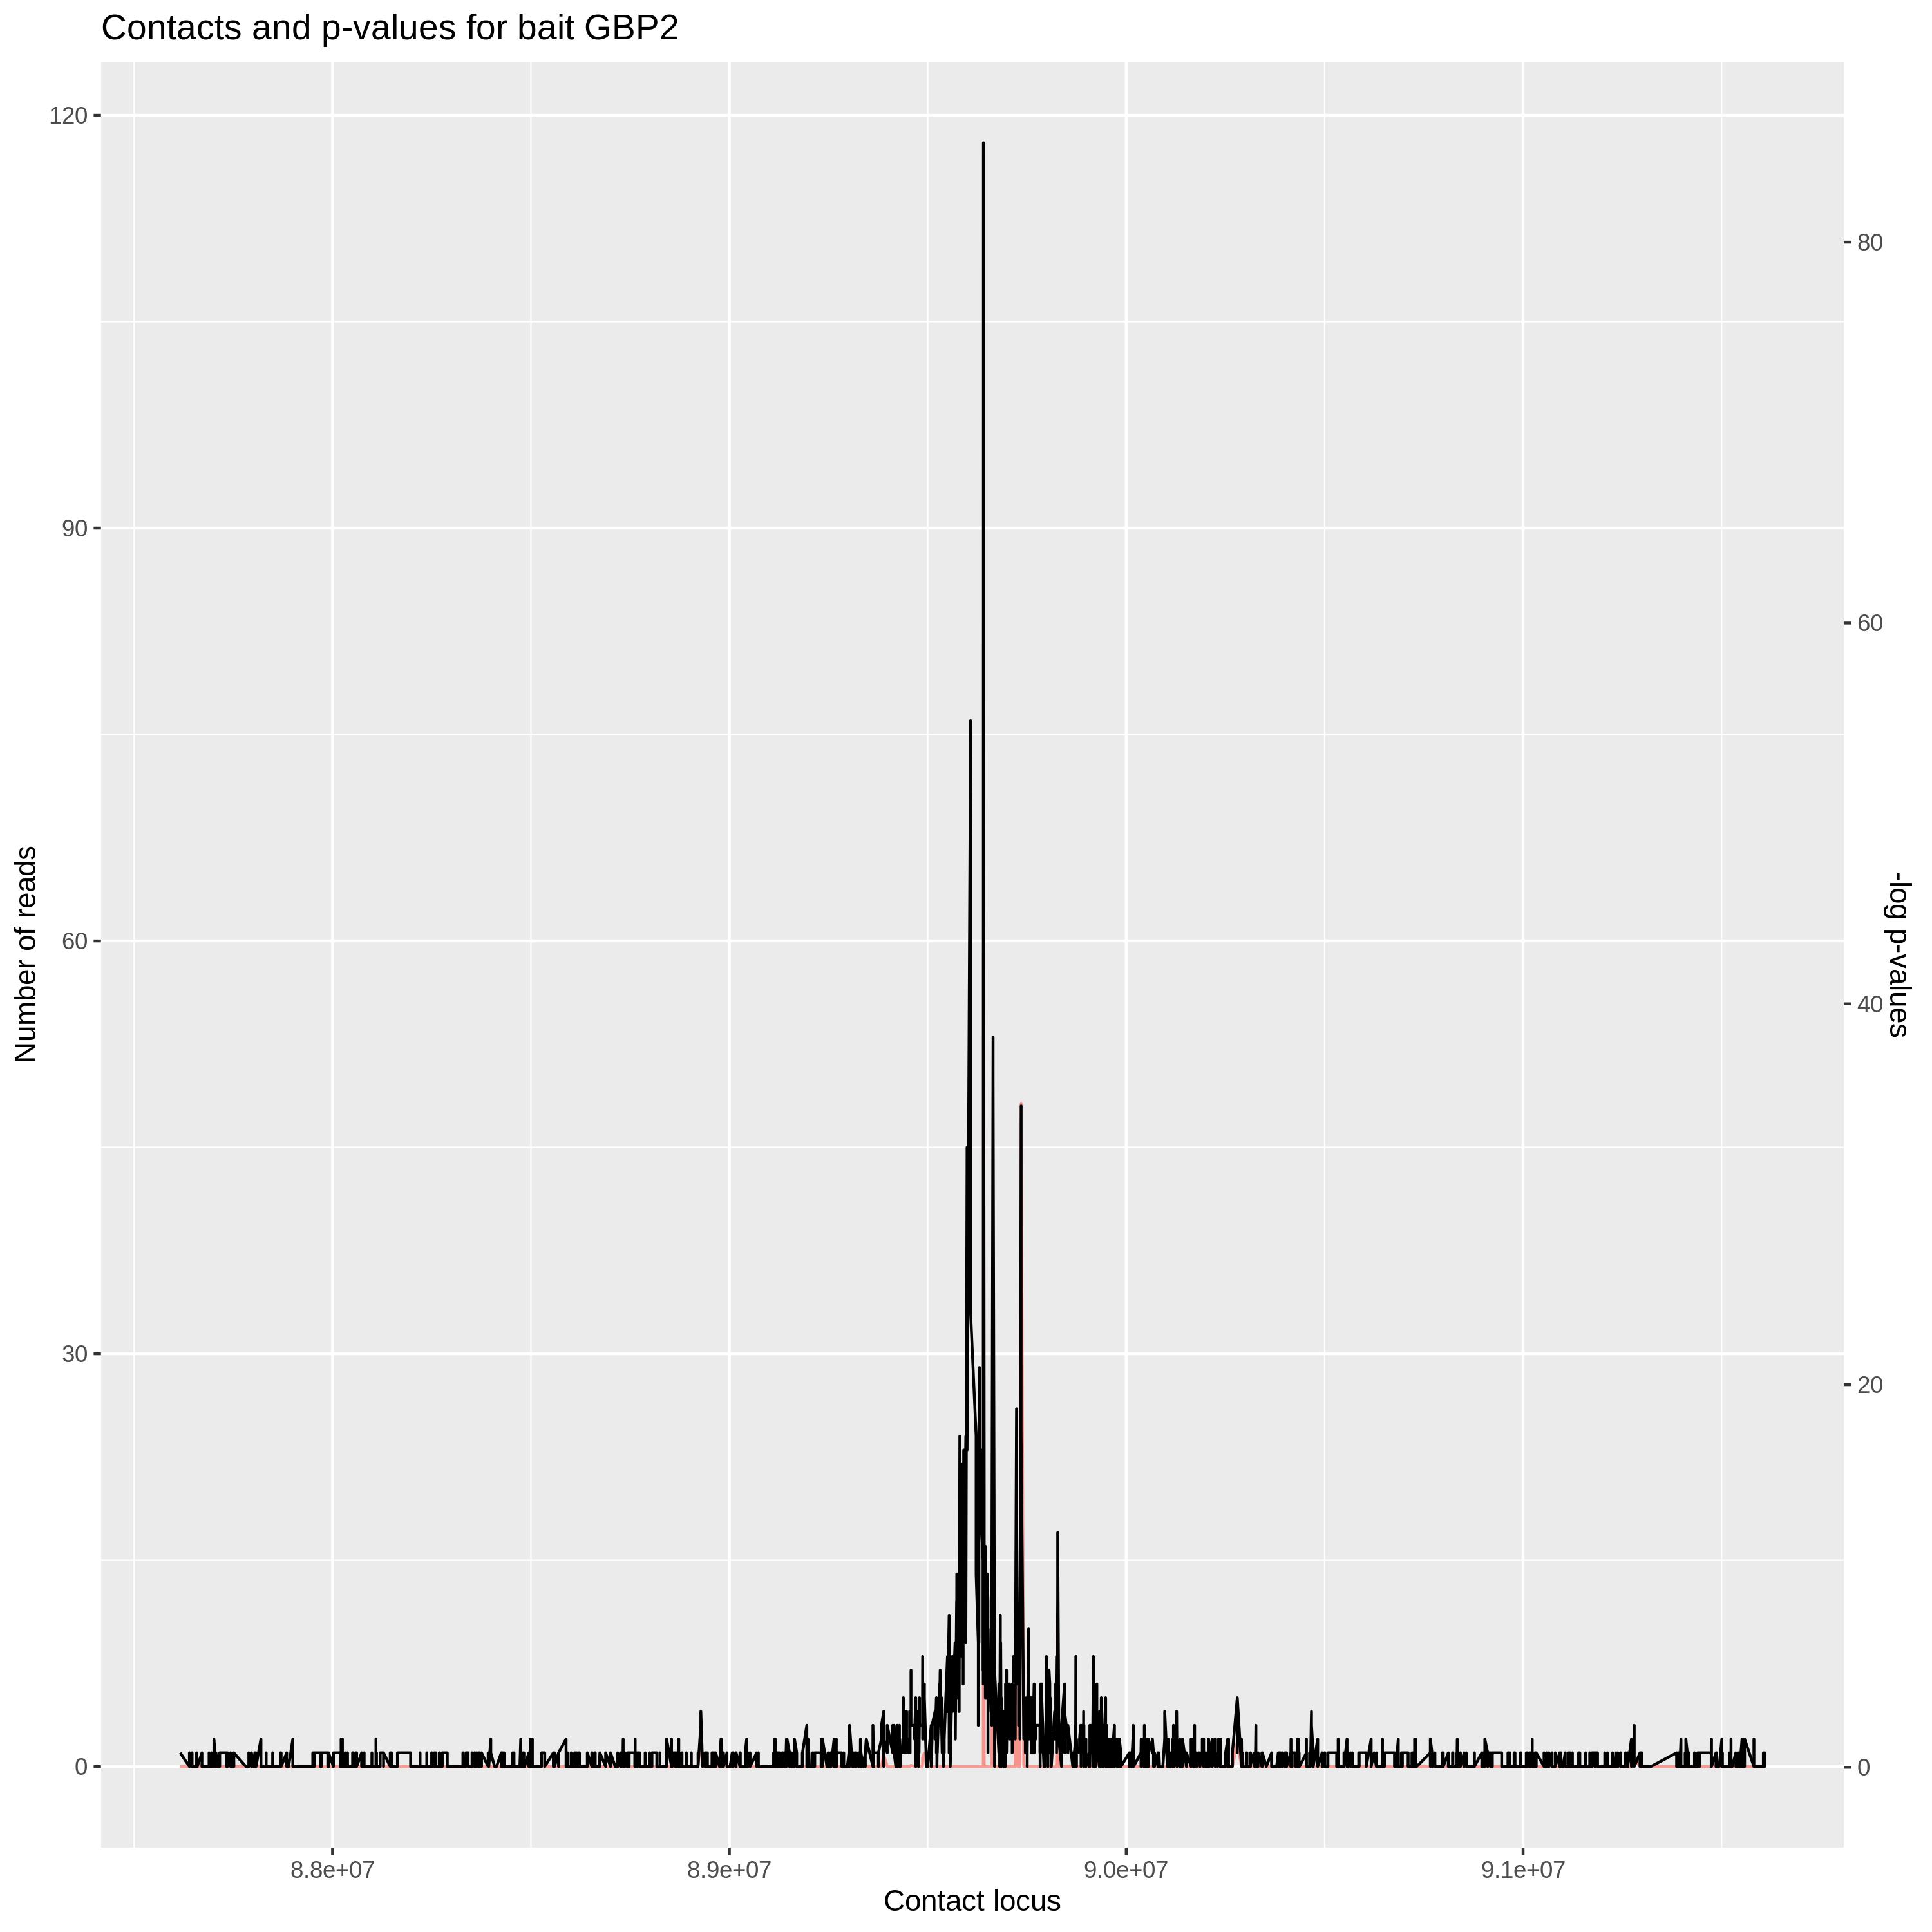 Contacts and p-values for bait GBP2
120
90
60
30
0
Number of reads
80
60
40
20
0
-log p-values
8.8e+07
8.9e+07
9.0e+07
9.1e+07
Contact locus